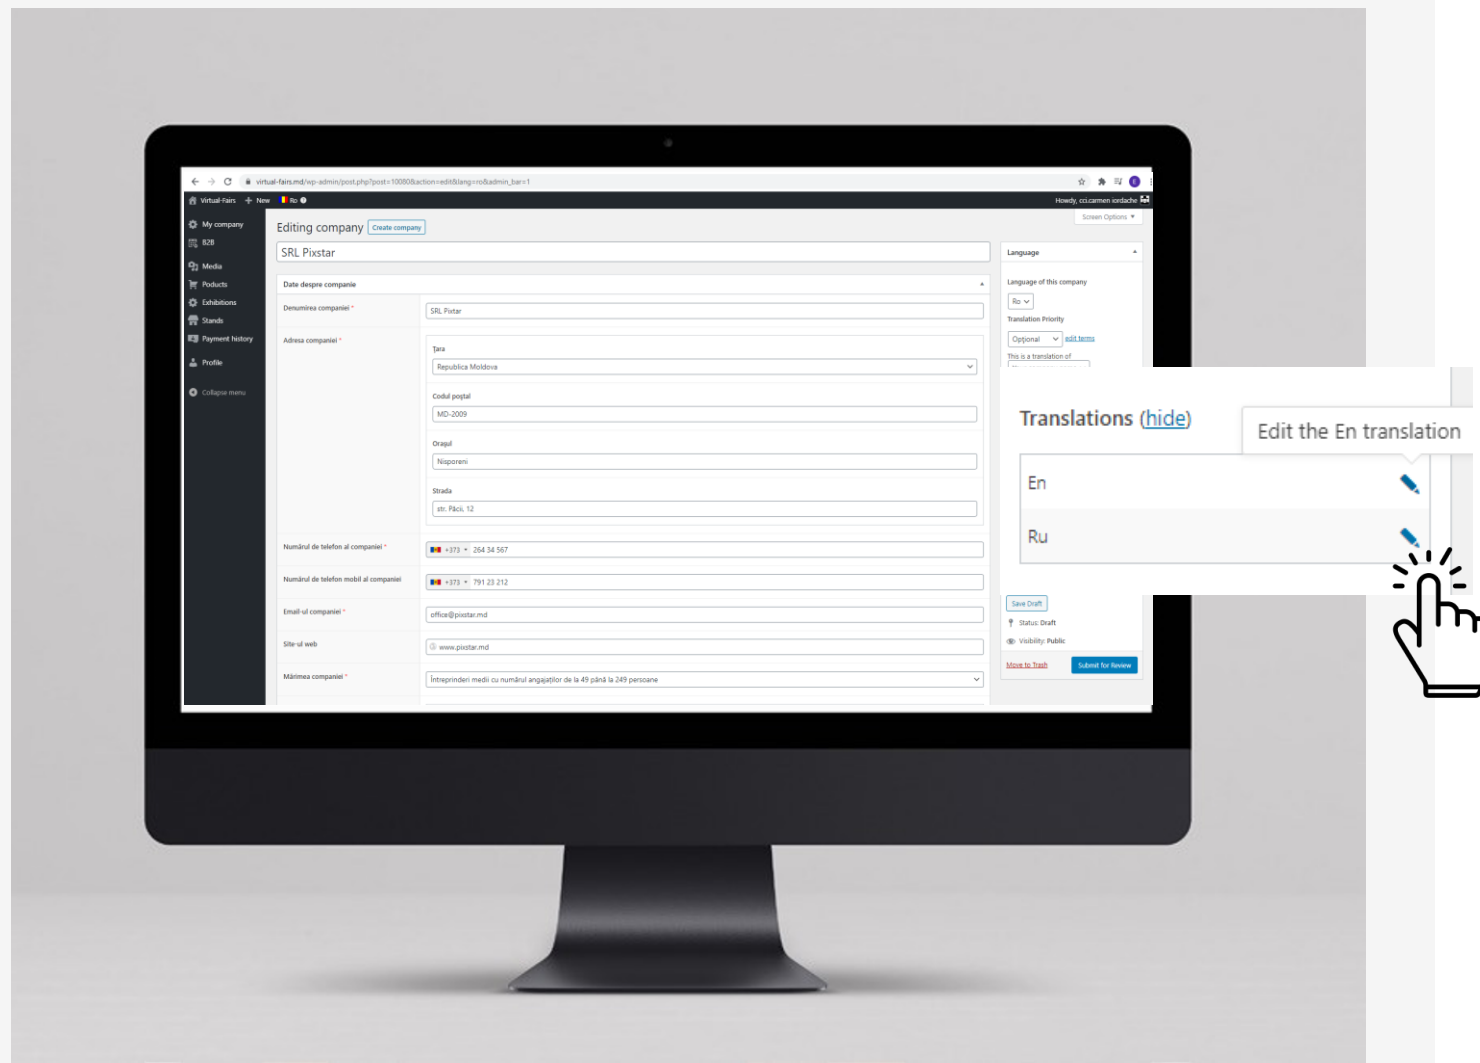 virtual-fairs.md/wp-admin/post.php?post=10080&action=edit&lang=ro&admin_bar=1
Virtual-Fairs
New
Ro
Howdy, cci.carmen iordache
Screen Options
My company
B2B
Media
Poducts
Exhibitions
Stands
Payment history
Profile
Collapse menu
Editing company
Create company
SRL Pixstar
Date despre companie
Denumirea companiei *
SRL Pixtar
Adresa companiei *
Țara
Republica Moldova
Codul poștal
MD-2009
Orașul
Nisporeni
Strada
str. Păcii, 12
Numărul de telefon al companiei *
+373
264 34 567
Numărul de telefon mobil al companiei
+373
791 23 212
Email-ul companiei *
office@pixstar.md
Site-ul web
www.pixstar.md
Mărimea companiei *
Întreprinderi medii cu numărul angajaților de la 49 până la 249 persoane
Language
Language of this company
Ro
Translation Priority
Opțional
edit terms
This is a translation of
Translations (hide)
Edit the En translation
En
Ru
Save Draft
Status: Draft
Visibility: Public
Move to Trash
Submit for Review